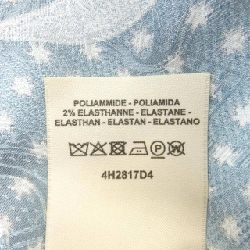 POLIAMMIDE - POLIAMIDA
2% ELASTHANNE - ELASTANE -
ELASTHAN - ELASTAN - ELASTANO
P W
4H2817D4